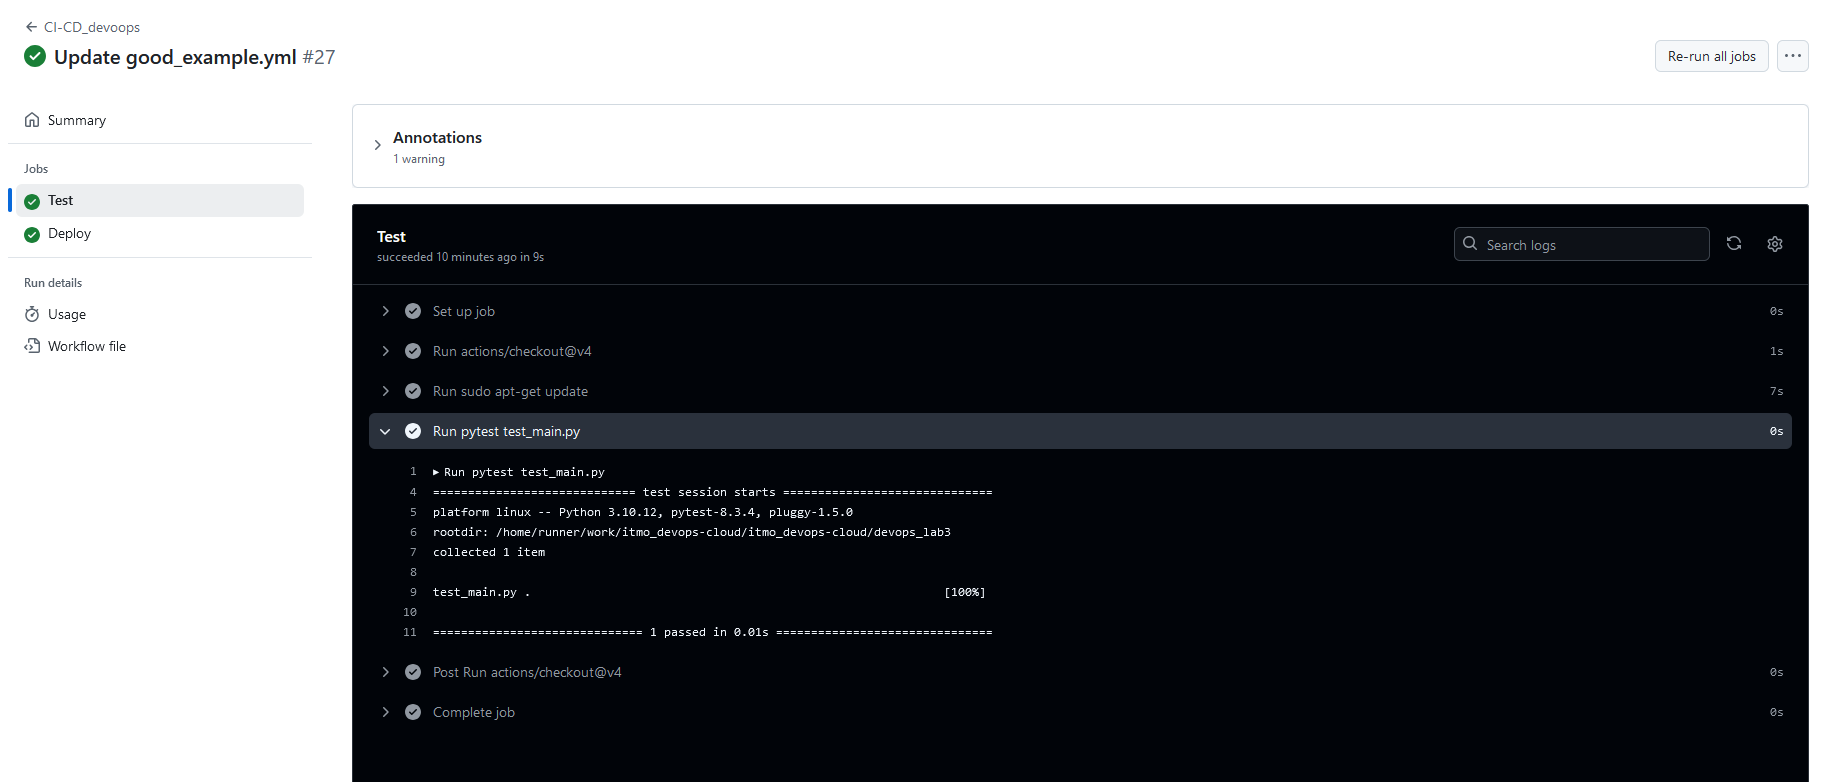 CI-CD_devoops
Update good_example.yml #27
Re-run all jobs
Summary
Jobs
Test
Deploy
Run details
Usage
Workflow file
Annotations
1 warning
Test
succeeded 10 minutes ago in 9s
Search logs
Set up job 0s
Run actions/checkout@v4 1s
Run sudo apt-get update 7s
Run pytest test_main.py 0s
1 ▸ Run pytest test_main.py
4 ============================= test session starts ==============================
5 platform linux -- Python 3.10.12, pytest-8.3.4, pluggy-1.5.0
6 rootdir: /home/runner/work/itmo_devops-cloud/itmo_devops-cloud/devops_lab3
7 collected 1 item
8
9 test_main.py . [100%]
10
11 ============================== 1 passed in 0.01s ===============================
Post Run actions/checkout@v4 0s
Complete job 0s